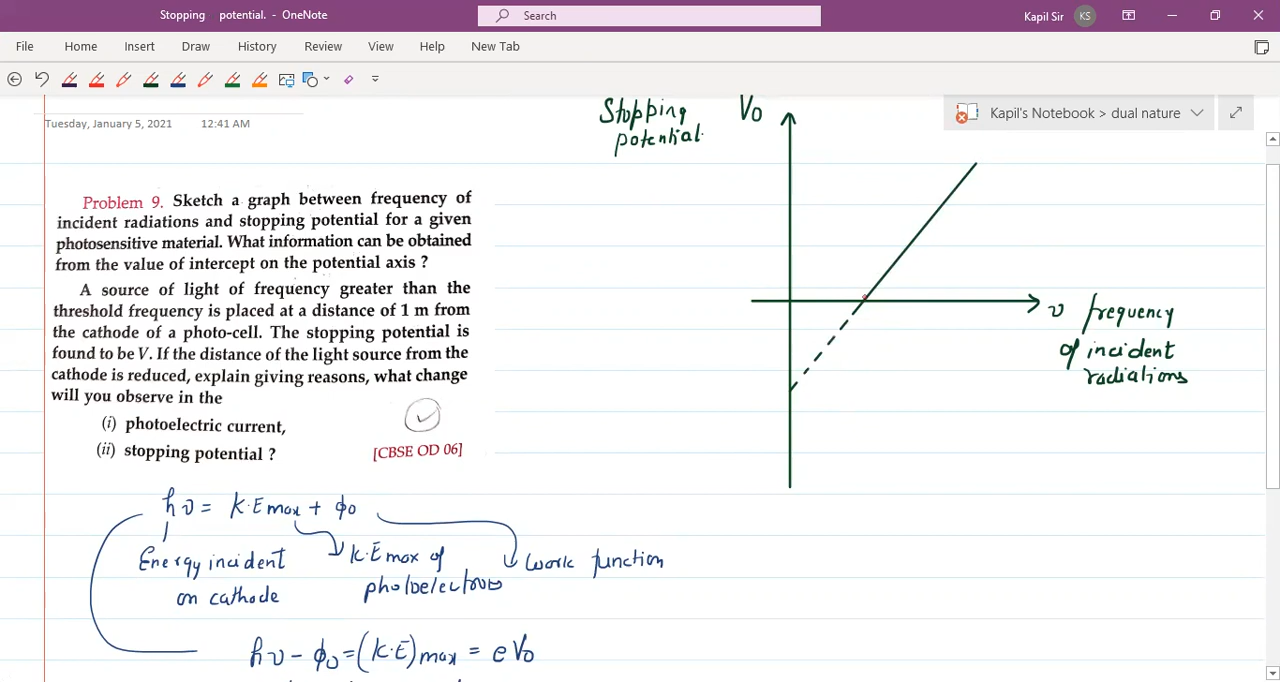 Stopping potential. - OneNote
Search
Kapil Sir KS
File Home Insert Draw History Review View Help New Tab
Kapil's Notebook > dual nature
Tuesday, January 5, 2021 12:41 AM
Problem 9. Sketch a graph between frequency of
incident radiations and stopping potential for a given
photosensitive material. What information can be obtained
from the value of intercept on the potential axis ?
A source of light of frequency greater than the
threshold frequency is placed at a distance of 1 m from
the cathode of a photo-cell. The stopping potential is
found to be V. If the distance of the light source from the
cathode is reduced, explain giving reasons, what change
will you observe in the
(i) photoelectric current,
(ii) stopping potential ?
[CBSE OD 06]
Stopping
potential.
V₀
ν frequency
of incident
radiations
hν = K.E max + ϕ₀
Energy incident
on cathode
K.E max of
photoelectrons
work function
hν - ϕ₀ = (K.E) max = e V₀